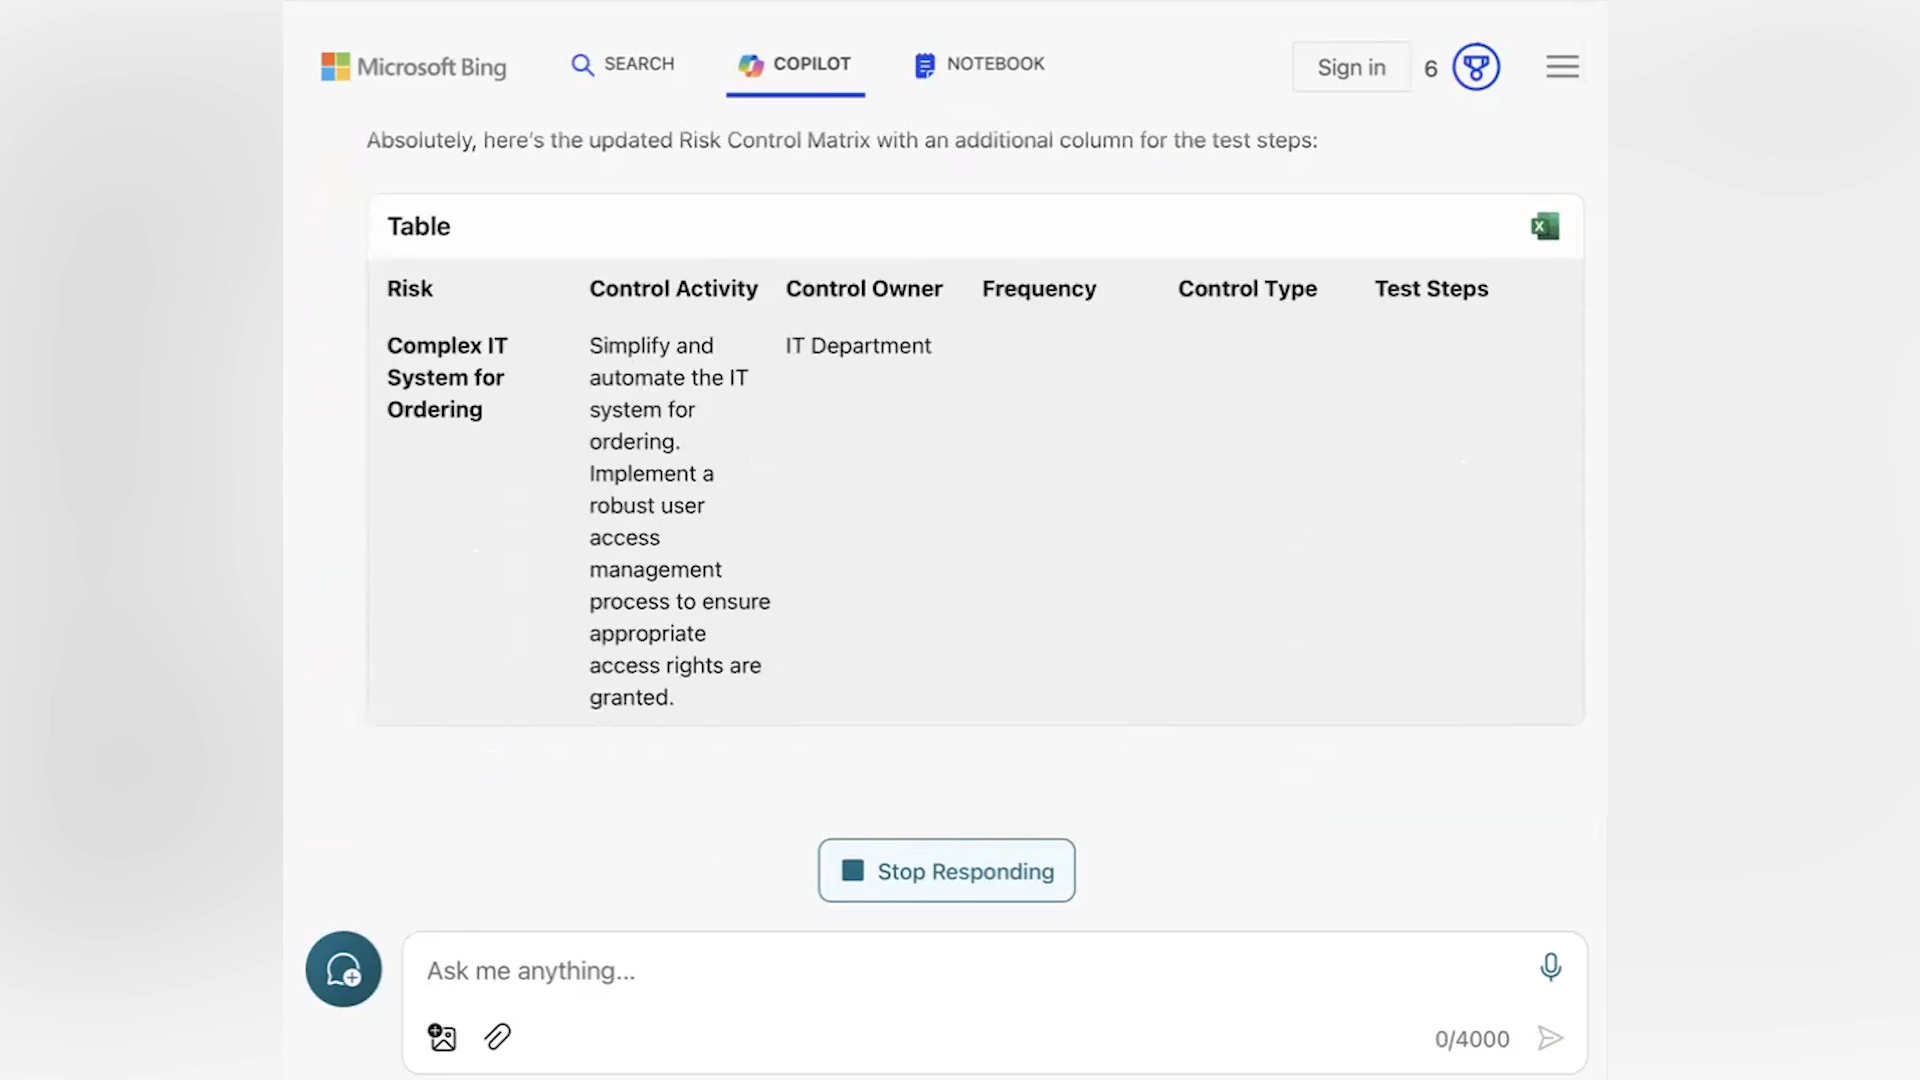 Microsoft Bing
SEARCH
COPILOT
NOTEBOOK
Sign in
6
Absolutely, here's the updated Risk Control Matrix with an additional column for the test steps:
Table
Risk
Control Activity
Control Owner
Frequency
Control Type
Test Steps
Complex IT
System for
Ordering
Simplify and
automate the IT
system for
ordering.
Implement a
robust user
access
management
process to ensure
appropriate
access rights are
granted.
IT Department
Stop Responding
Ask me anything...
0/4000